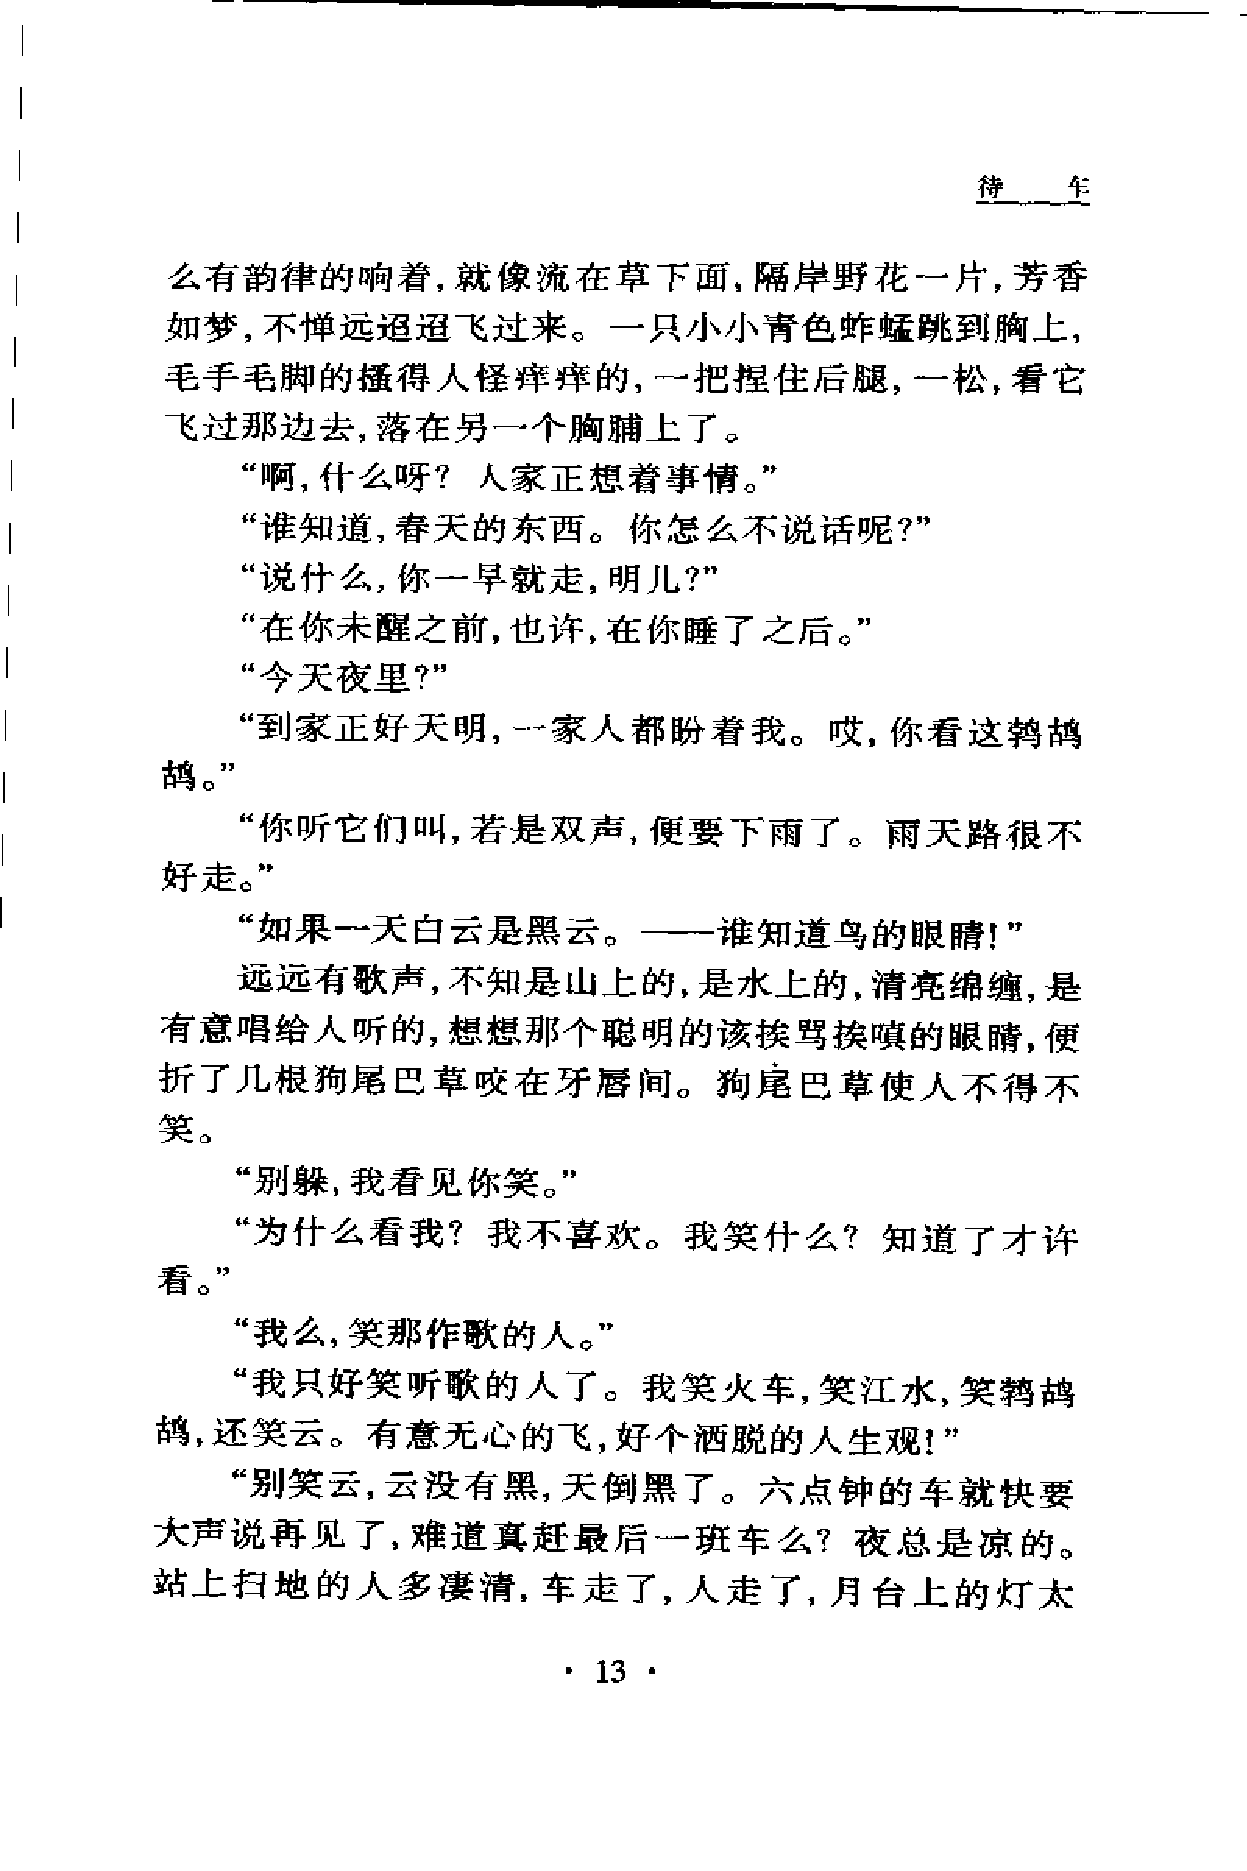 待 车
么有韵律的响着,就像流在草下面,隔岸野花一片,芳香
如梦,不惮远迢迢飞过来。一只小小青色蚱蜢跳到胸上,
毛手毛脚的搔得人怪痒痒的,一把捏住后腿,一松,看它
飞过那边去,落在另一个胸脯上了。
“啊,什么呀? 人家正想着事情。”
“谁知道,春天的东西。你怎么不说话呢?”
“说什么,你一早就走,明儿?”
“在你未醒之前,也许,在你睡了之后。”
“今天夜里?”
“到家正好天明,一家人都盼着我。哎,你看这鹁鸪
鸪。”
“你听它们叫,若是双声,便要下雨了。雨天路很不
好走。”
“如果一天白云是黑云。——谁知道鸟的眼睛!”
远远有歌声,不知是山上的,是水上的,清亮绵缠,是
有意唱给人听的,想想那个聪明的该挨骂挨嗔的眼睛,便
折了几根狗尾巴草咬在牙唇间。狗尾巴草使人不得不
笑。
“别躲,我看见你笑。”
“为什么看我? 我不喜欢。我笑什么? 知道了才许
看。”
“我么,笑那作歌的人。”
“我只好笑听歌的人了。我笑火车,笑江水,笑鹁鸪
鸪,还笑云。有意无心的飞,好个洒脱的人生观!”
“别笑云,云没有黑,天倒黑了。六点钟的车就快要
大声说再见了,难道真赶最后一班车么? 夜总是凉的。
站上扫地的人多凄清,车走了,人走了,月台上的灯太
· 13 ·